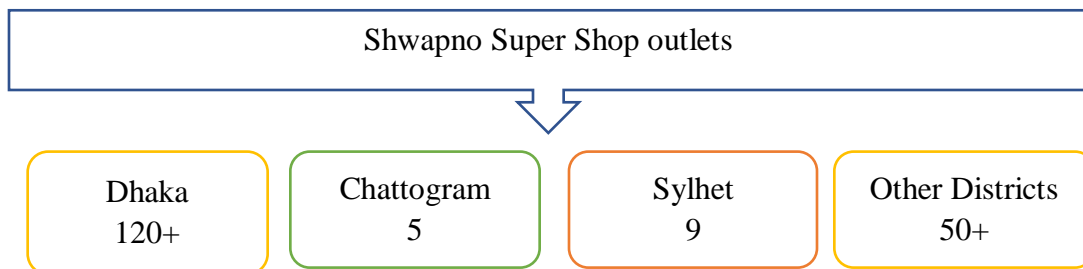 Shwapno Super Shop outlets
Dhaka
120+
Chattogram
5
Sylhet
9
Other Districts
50+